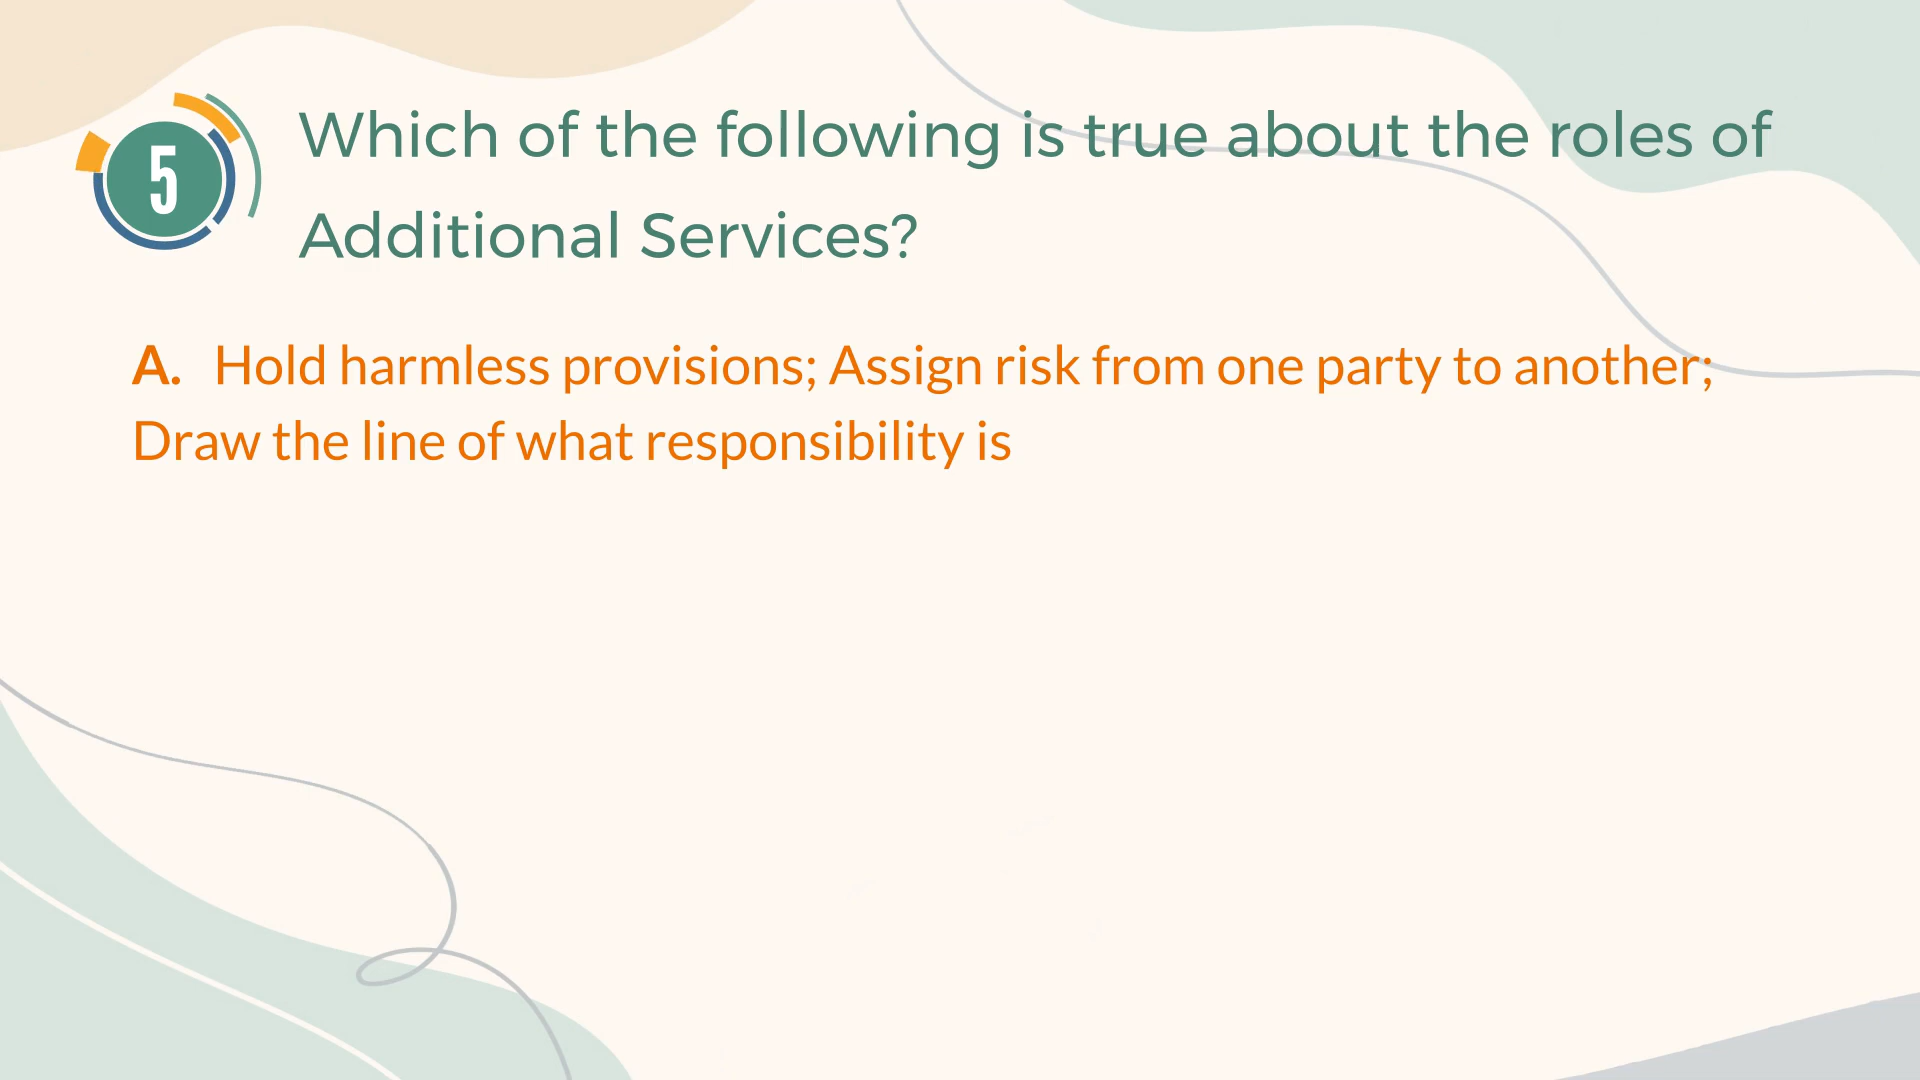 5
Which of the following is true about the roles of
Additional Services?
A. Hold harmless provisions; Assign risk from one party to another;
Draw the line of what responsibility is